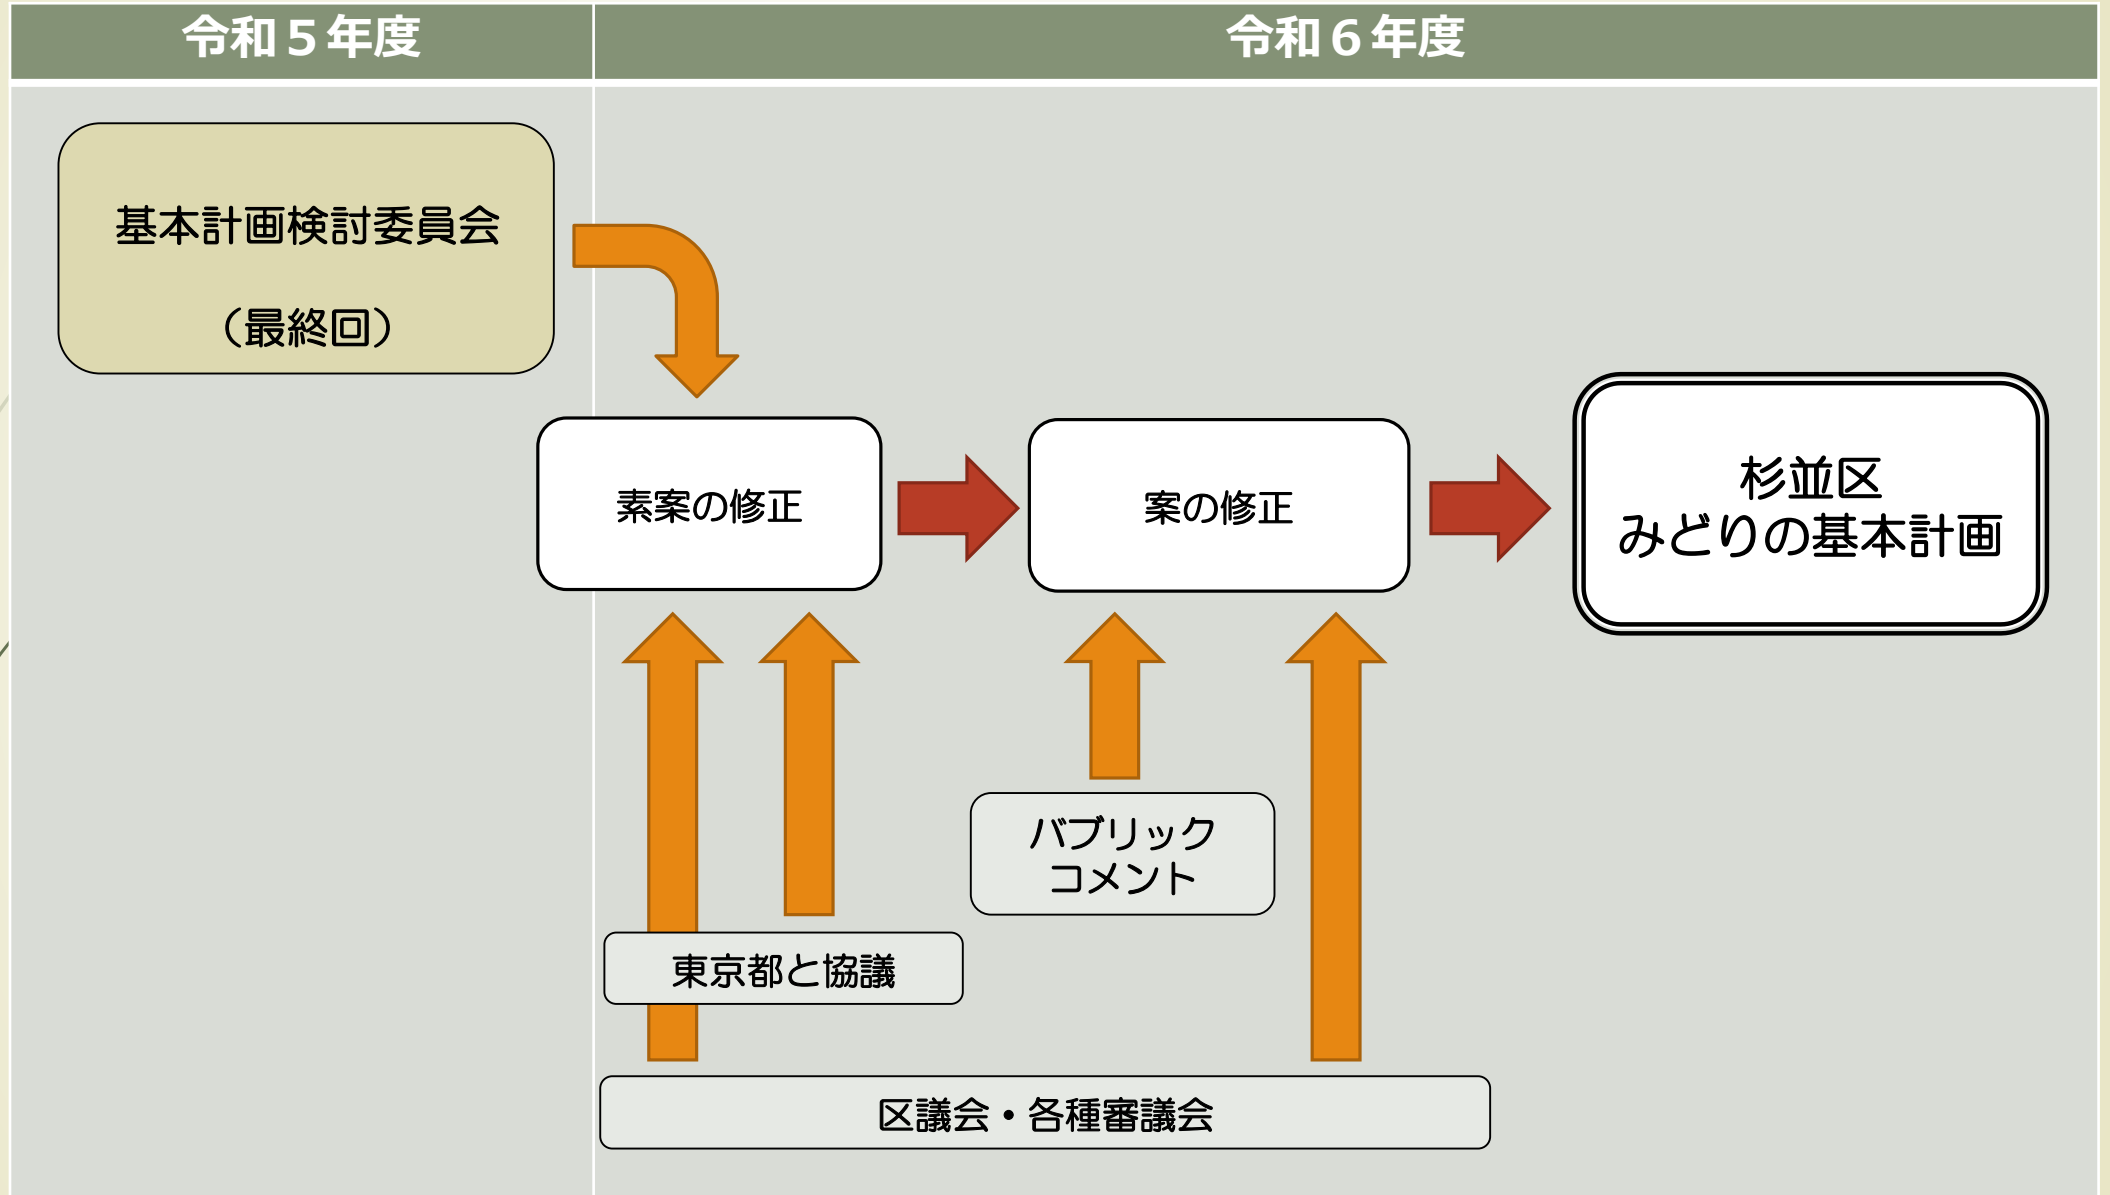 令和５年度
令和６年度
基本計画検討委員会
（最終回）
素案の修正
案の修正
杉並区
みどりの基本計画
バブリック
コメント
東京都と協議
区議会・各種審議会